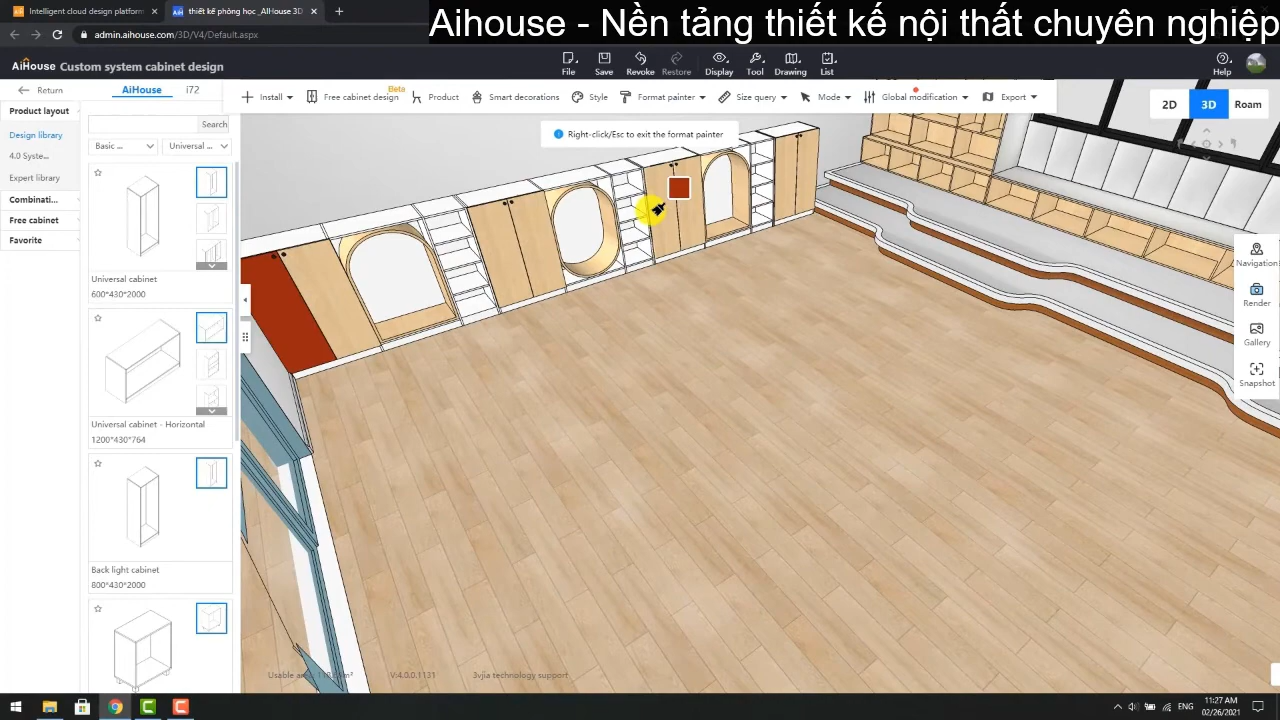 Intelligent cloud design platform
thiết kế phòng học _AiHouse 3D
Aihouse - Nền tảng thiết kế nội thất chuyên nghiệp
admin.aihouse.com/3D/V4/Default.aspx
AiHouse Custom system cabinet design
File
Save
Revoke
Restore
Display
Tool
Drawing
List
Help
Return
AiHouse
i72
Install
Beta
Free cabinet design
Product
Smart decorations
Style
Format painter
Size query
Mode
Global modification
Export
2D
3D
Roam
Right-click/Esc to exit the format painter
Product layout
Design library
4.0 Syste...
Expert library
Combinati...
Free cabinet
Favorite
Search
Basic ...
Universal ...
Universal cabinet
600*430*2000
Universal cabinet - Horizontal
1200*430*764
Back light cabinet
800*430*2000
Navigation
Render
Gallery
Snapshot
V:4.0.0.1131
3vjia technology support
ENG
11:27 AM
02/26/2021